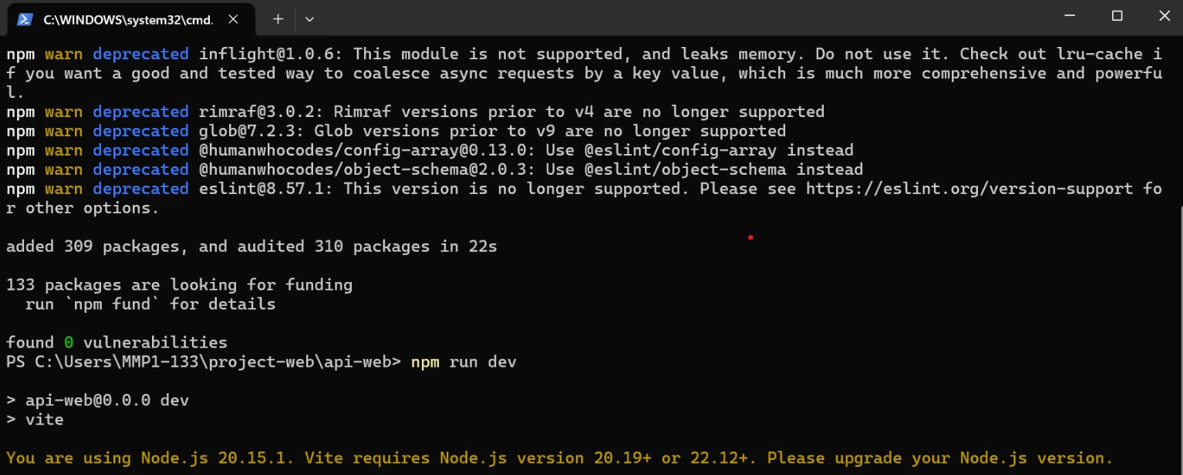 C:\WINDOWS\system32\cmd.
npm warn deprecated inflight@1.0.6: This module is not supported, and leaks memory. Do not use it. Check out lru-cache i
f you want a good and tested way to coalesce async requests by a key value, which is much more comprehensive and powerfu
l.
npm warn deprecated rimraf@3.0.2: Rimraf versions prior to v4 are no longer supported
npm warn deprecated glob@7.2.3: Glob versions prior to v9 are no longer supported
npm warn deprecated @humanwhocodes/config-array@0.13.0: Use @eslint/config-array instead
npm warn deprecated @humanwhocodes/object-schema@2.0.3: Use @eslint/object-schema instead
npm warn deprecated eslint@8.57.1: This version is no longer supported. Please see https://eslint.org/version-support fo
r other options.
added 309 packages, and audited 310 packages in 22s
133 packages are looking for funding
  run `npm fund` for details
found 0 vulnerabilities
PS C:\Users\MMP1-133\project-web\api-web> npm run dev
> api-web@0.0.0 dev
> vite
You are using Node.js 20.15.1. Vite requires Node.js version 20.19+ or 22.12+. Please upgrade your Node.js version.